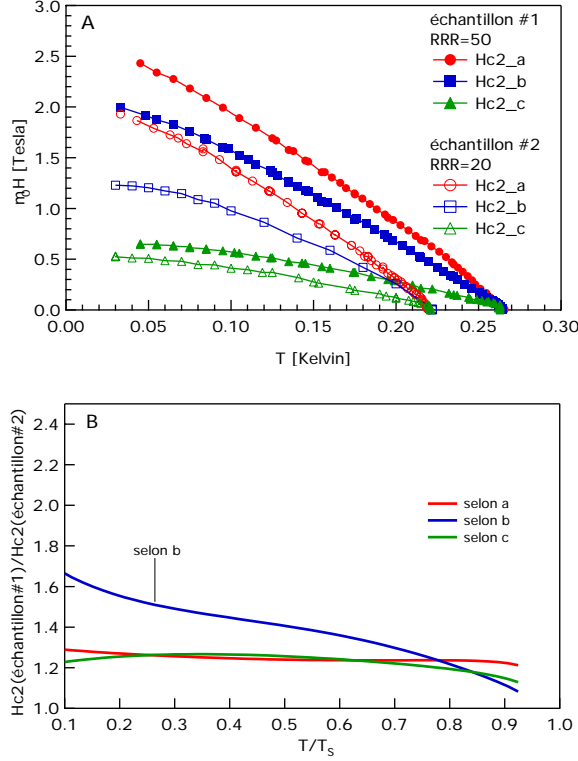 A
échantillon #1
RRR=50
Hc2_a
Hc2_b
Hc2_c
échantillon #2
RRR=20
Hc2_a
Hc2_b
Hc2_c
3.0
2.5
2.0
1.5
1.0
0.5
0.0
m0H [Tesla]
0.00 0.05 0.10 0.15 0.20 0.25 0.30
T [Kelvin]
B
2.4
2.2
2.0
1.8
1.6
1.4
1.2
1.0
Hc2(échantillon#1)/Hc2(échantillon#2)
selon a
selon b
selon c
selon b
0.1 0.2 0.3 0.4 0.5 0.6 0.7 0.8 0.9 1.0
T/TS